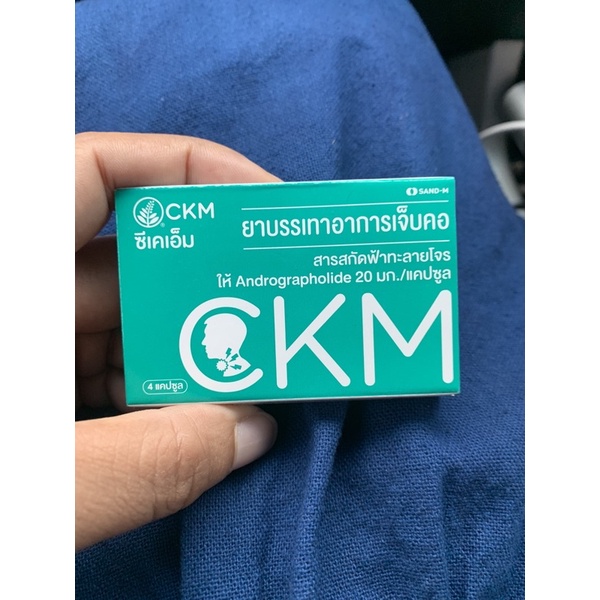 CKM
ซีเคเอ็ม
SAND-M
ยาบรรเทาอาการเจ็บคอ
สารสกัดฟ้าทะลายโจร
ให้ Andrographolide 20 มก./แคปซูล
CKM
4 แคปซูล